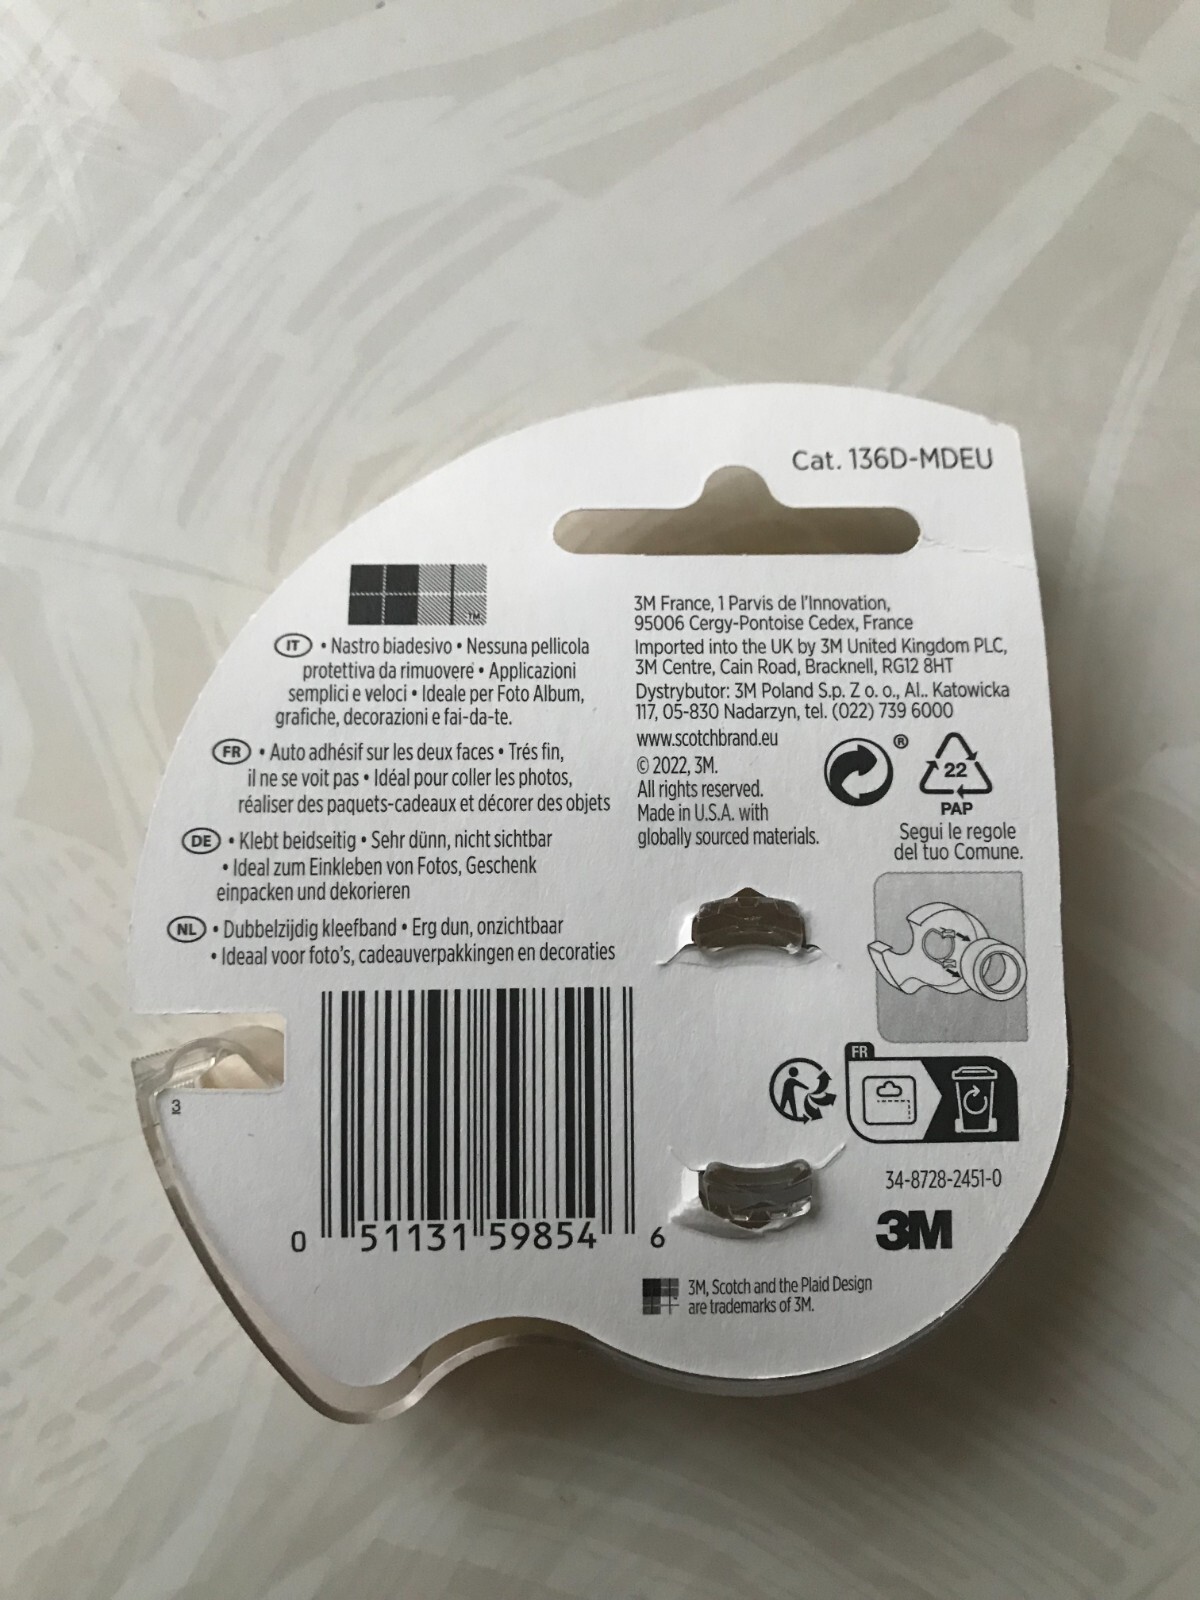 Cat. 136D-MDEU
TM
IT • Nastro biadesivo • Nessuna pellicola
protettiva da rimuovere • Applicazioni
semplici e veloci • Ideale per Foto Album,
grafiche, decorazioni e fai-da-te.
FR • Auto adhésif sur les deux faces • Trés fin,
il ne se voit pas • Idéal pour coller les photos,
réaliser des paquets-cadeaux et décorer des objets
DE • Klebt beidseitig • Sehr dünn, nicht sichtbar
• Ideal zum Einkleben von Fotos, Geschenk
einpacken und dekorieren
NL • Dubbelzijdig kleefband • Erg dun, onzichtbaar
• Ideaal voor foto's, cadeauverpakkingen en decoraties
3M France, 1 Parvis de l'Innovation,
95006 Cergy-Pontoise Cedex, France
Imported into the UK by 3M United Kingdom PLC,
3M Centre, Cain Road, Bracknell, RG12 8HT
Dystrybutor: 3M Poland S.p. Z o. o., Al.. Katowicka
117, 05-830 Nadarzyn, tel. (022) 739 6000
www.scotchbrand.eu
© 2022, 3M.
All rights reserved.
Made in U.S.A. with
globally sourced materials.
®
22
PAP
Segui le regole
del tuo Comune.
FR
3
0 51131 59854 6
34-8728-2451-0
3M
3M, Scotch and the Plaid Design
are trademarks of 3M.